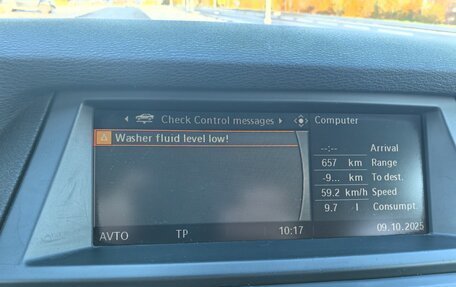 Check Control messages
Computer
Washer fluid level low!
--:-- Arrival
657 km Range
-9... km To dest.
59.2 km/h Speed
9.7 l Consumpt.
AVTO TP 10:17 09.10.2025